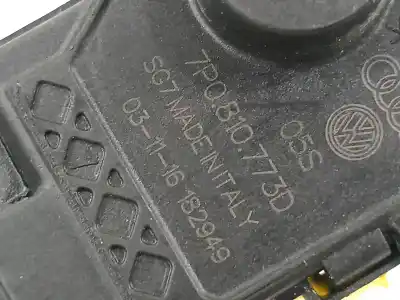 7P0.810.773D
05S
SG7 MADE IN ITALY
03-11-16 182949